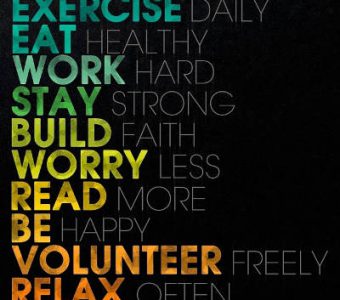 EXERCISE DAILY
EAT HEALTHY
WORK HARD
STAY STRONG
BUILD FAITH
WORRY LESS
READ MORE
BE HAPPY
VOLUNTEER FREELY
RELAX OFTEN